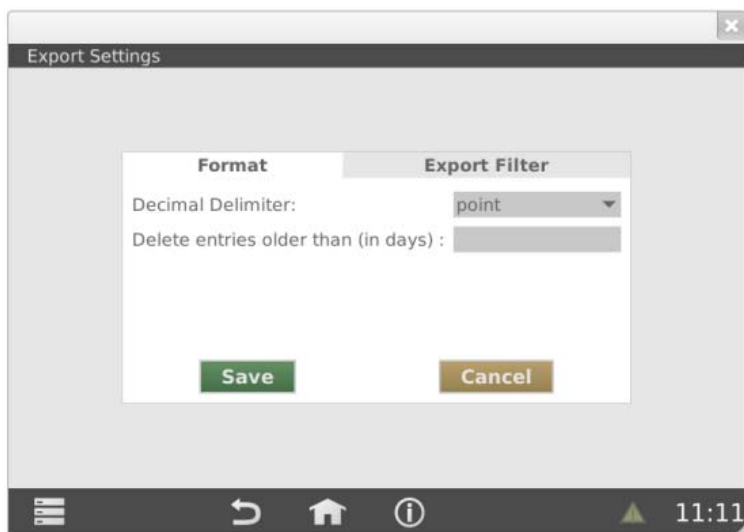 Export Settings
Format Export Filter
Decimal Delimiter: point
Delete entries older than (in days) :
Save Cancel
11:11